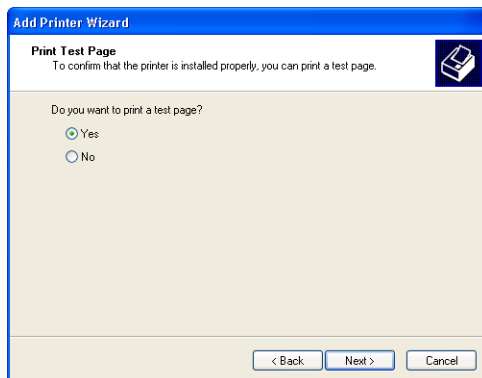 Add Printer Wizard
Print Test Page
To confirm that the printer is installed properly, you can print a test page.
Do you want to print a test page?
Yes
No
< Back Next > Cancel